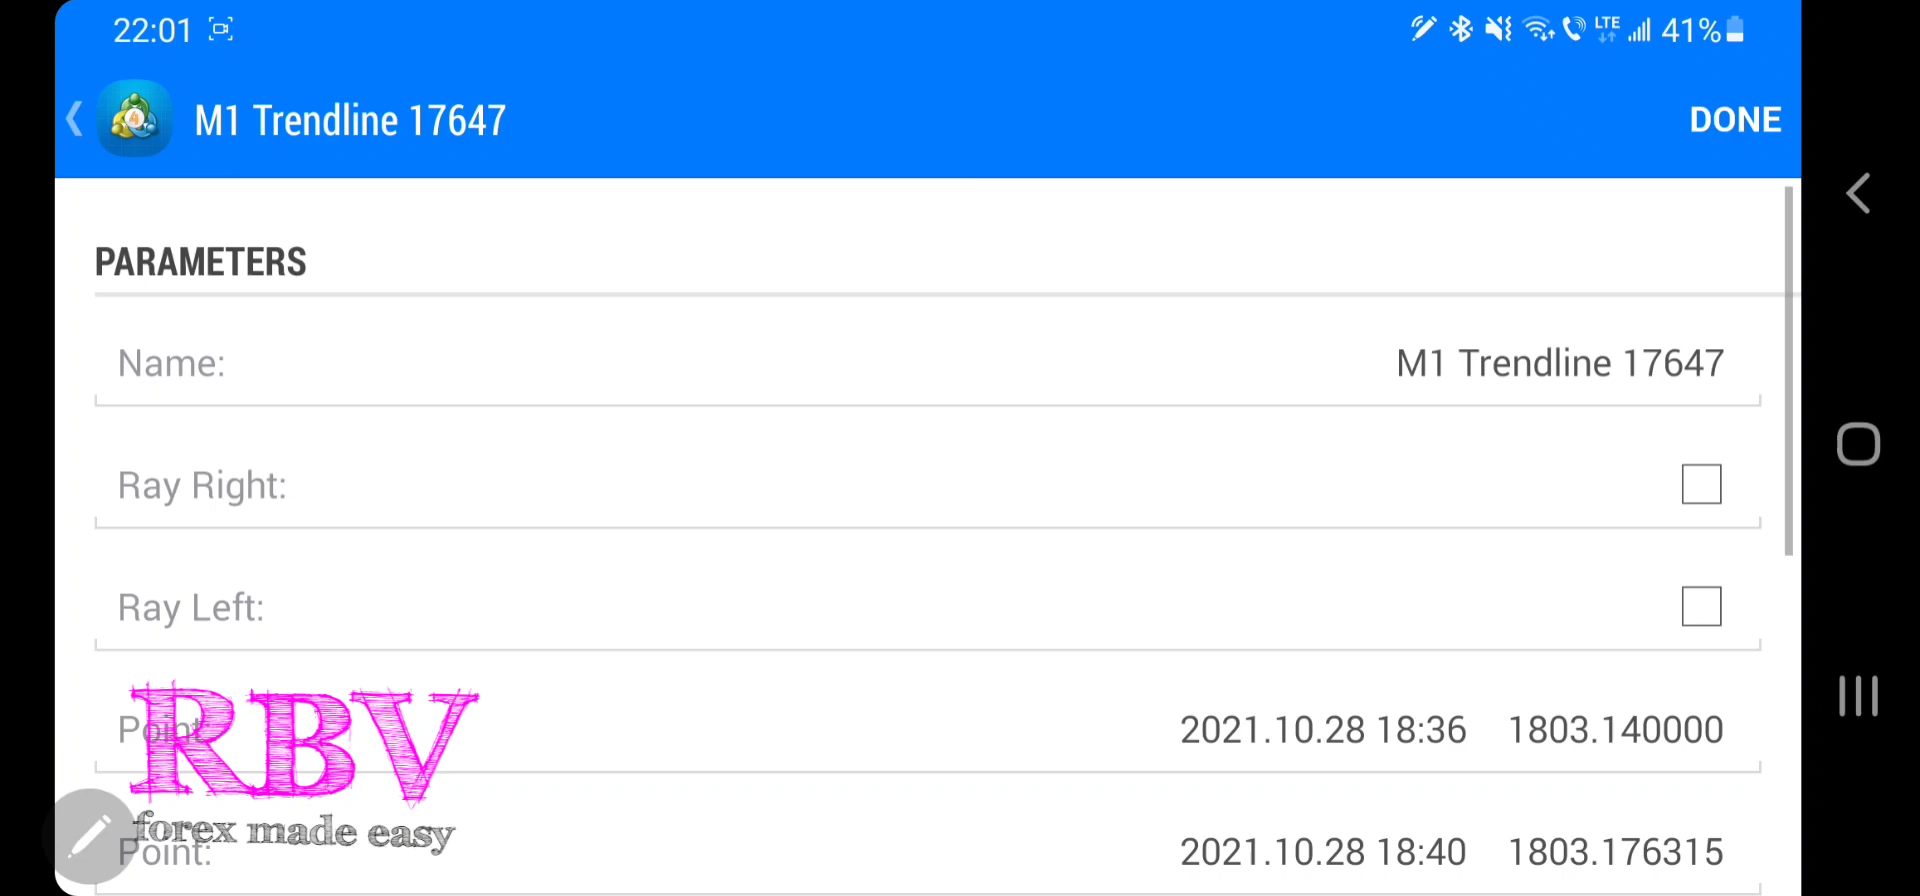 22:01 LTE 41%
M1 Trendline 17647 DONE
PARAMETERS
Name: M1 Trendline 17647
Ray Right:
Ray Left:
Point: 2021.10.28 18:36 1803.140000
RBV
forex made easy
Point: 2021.10.28 18:40 1803.176315